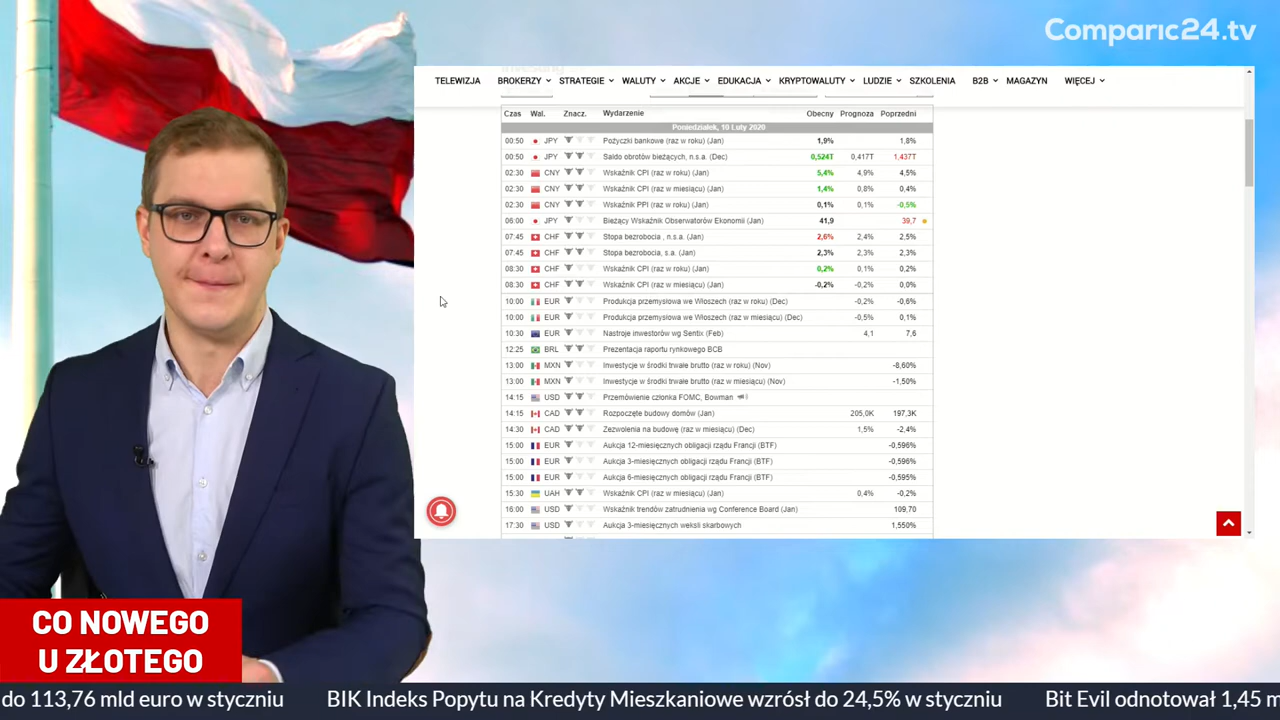 Comparic24.tv
TELEWIZJA BROKERZY STRATEGIE WALUTY AKCJE EDUKACJA KRYPTOWALUTY LUDZIE SZKOLENIA B2B MAGAZYN WIĘCEJ
Czas Wal. Znacz. Wydarzenie Obecny Prognoza Poprzedni
Poniedziałek, 10 Luty 2020
00:50 JPY Pożyczki bankowe (raz w roku) (Jan) 1,9% 1,8%
00:50 JPY Saldo obrotów bieżących, n.s.a. (Dec) 0,524T 0,417T 1,437T
02:30 CNY Wskaźnik CPI (raz w roku) (Jan) 5,4% 4,9% 4,5%
02:30 CNY Wskaźnik CPI (raz w miesiącu) (Jan) 1,4% 0,8% 0,4%
02:30 CNY Wskaźnik PPI (raz w roku) (Jan) 0,1% 0,1% -0,5%
06:00 JPY Bieżący Wskaźnik Obserwatorów Ekonomii (Jan) 41,9 39,7
07:45 CHF Stopa bezrobocia , n.s.a. (Jan) 2,6% 2,4% 2,5%
07:45 CHF Stopa bezrobocia, s.a. (Jan) 2,3% 2,3% 2,3%
08:30 CHF Wskaźnik CPI (raz w roku) (Jan) 0,2% 0,1% 0,2%
08:30 CHF Wskaźnik CPI (raz w miesiącu) (Jan) -0,2% -0,2% 0,0%
10:00 EUR Produkcja przemysłowa we Włoszech (raz w roku) (Dec) -0,2% -0,6%
10:00 EUR Produkcja przemysłowa we Włoszech (raz w miesiącu) (Dec) -0,5% 0,1%
10:30 EUR Nastroje inwestorów wg Sentix (Feb) 4,1 7,6
12:25 BRL Prezentacja raportu rynkowego BCB
13:00 MXN Inwestycje w środki trwałe brutto (raz w roku) (Nov) -8,60%
13:00 MXN Inwestycje w środki trwałe brutto (raz w miesiącu) (Nov) -1,50%
14:15 USD Przemówienie członka FOMC, Bowman
14:15 CAD Rozpoczęte budowy domów (Jan) 205,0K 197,3K
14:30 CAD Zezwolenia na budowę (raz w miesiącu) (Dec) 1,5% -2,4%
15:00 EUR Aukcja 12-miesięcznych obligacji rządu Francji (BTF) -0,596%
15:00 EUR Aukcja 3-miesięcznych obligacji rządu Francji (BTF) -0,596%
15:00 EUR Aukcja 6-miesięcznych obligacji rządu Francji (BTF) -0,595%
15:30 UAH Wskaźnik CPI (raz w miesiącu) (Jan) 0,4% -0,2%
16:00 USD Wskaźnik trendów zatrudnienia wg Conference Board (Jan) 109,70
17:30 USD Aukcja 3-miesięcznych weksli skarbowych 1,550%
CO NOWEGO
U ZŁOTEGO
do 113,76 mld euro w styczniu BIK Indeks Popytu na Kredyty Mieszkaniowe wzrósł do 24,5% w styczniu Bit Evil odnotował 1,45 m